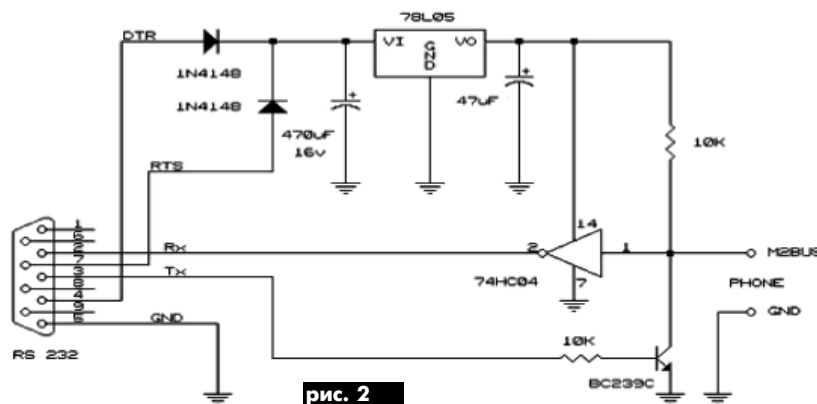 78L05
DTR
VI
GND
VO
1N4148
1N4148
470uF
16v
47uF
10K
RTS
1
6
2
7
3
8
4
9
5
Rx
Tx
GND
2
14
1
7
74HC04
M2BUS
PHONE
GND
10K
BC239C
RS 232
рис. 2